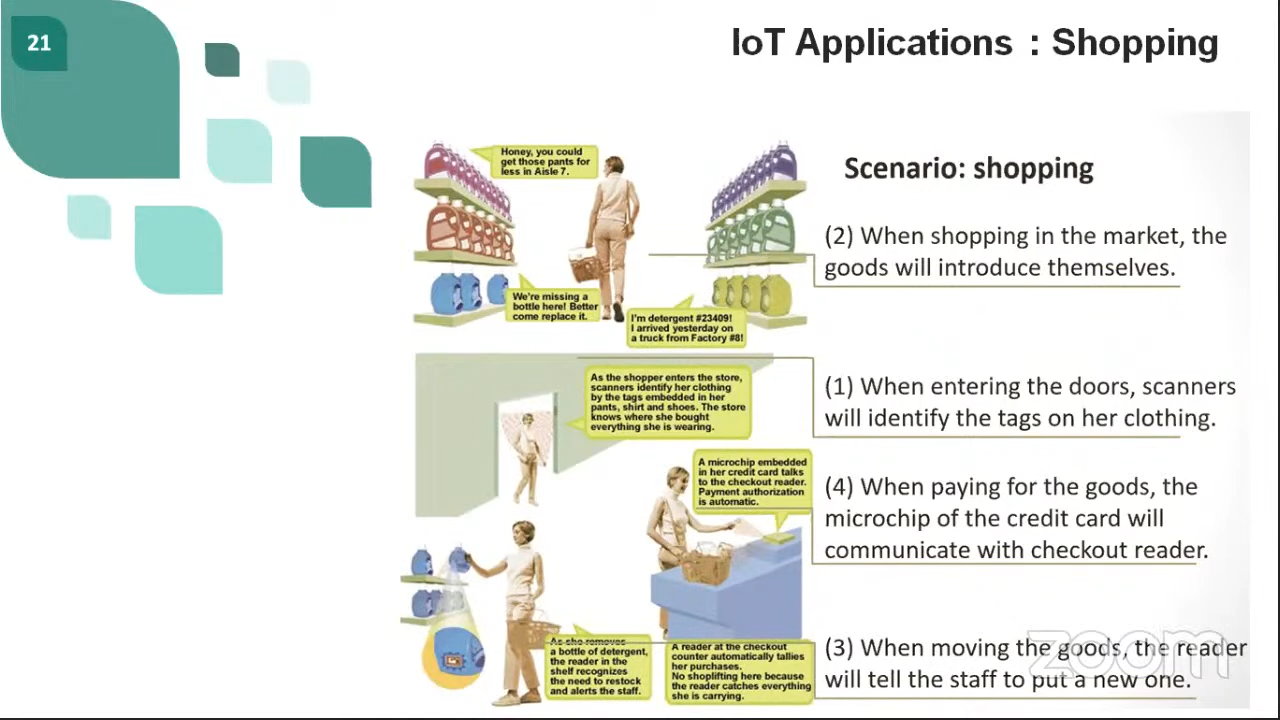 21
IoT Applications : Shopping
Scenario: shopping
Honey, you could
get those pants for
less in Aisle 7.
(2) When shopping in the market, the
goods will introduce themselves.
We're missing a
bottle here! Better
come replace it.
I'm detergent #23409!
I arrived yesterday on
a truck from Factory #8!
As the shopper enters the store,
scanners identify her clothing
by the tags embedded in her
pants, shirt and shoes. The store
knows where she bought
everything she is wearing.
(1) When entering the doors, scanners
will identify the tags on her clothing.
A microchip embedded
in her credit card talks
to the checkout reader.
Payment authorization
is automatic.
(4) When paying for the goods, the
microchip of the credit card will
communicate with checkout reader.
As she removes
a bottle of detergent,
the reader in the
shelf recognizes
the need to restock
and alerts the staff.
A reader at the checkout
counter automatically tallies
her purchases.
No shoplifting here because
the reader catches everything
she is carrying.
(3) When moving the goods, the reader
will tell the staff to put a new one.
zoom